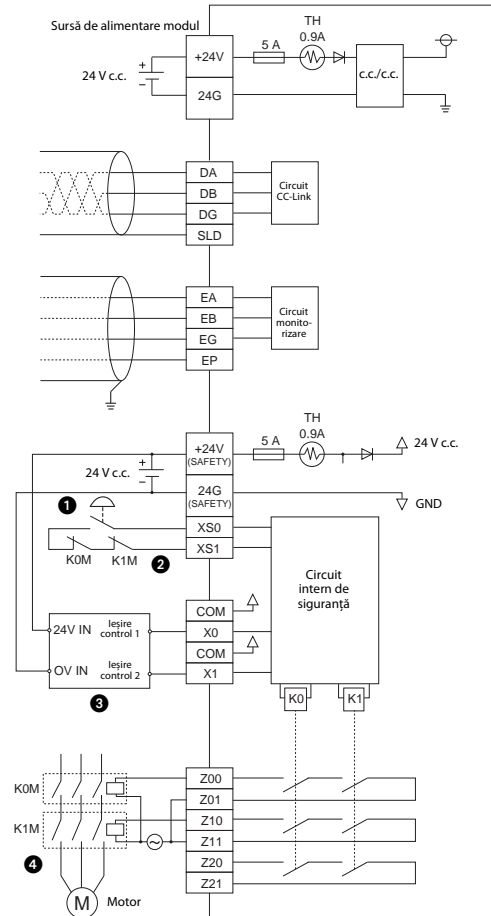 Sursă de alimentare modul
+24V
5 A
TH
0.9A
c.c./c.c.
24 V c.c.
+
–
24G
DA
DB
DG
SLD
Circuit
CC-Link
EA
EB
EG
EP
Circuit
monito-
rizare
+24V
(SAFETY)
5 A
TH
0.9A
24 V c.c.
24 V c.c.
+
–
24G
(SAFETY)
GND
1
XS0
XS1
K0M
K1M
2
Circuit
intern de
siguranță
COM
X0
COM
X1
24V IN
Ieșire
control 1
OV IN
Ieșire
control 2
3
K0
K1
K0M
K1M
4
Z00
Z01
Z10
Z11
Z20
Z21
M
Motor